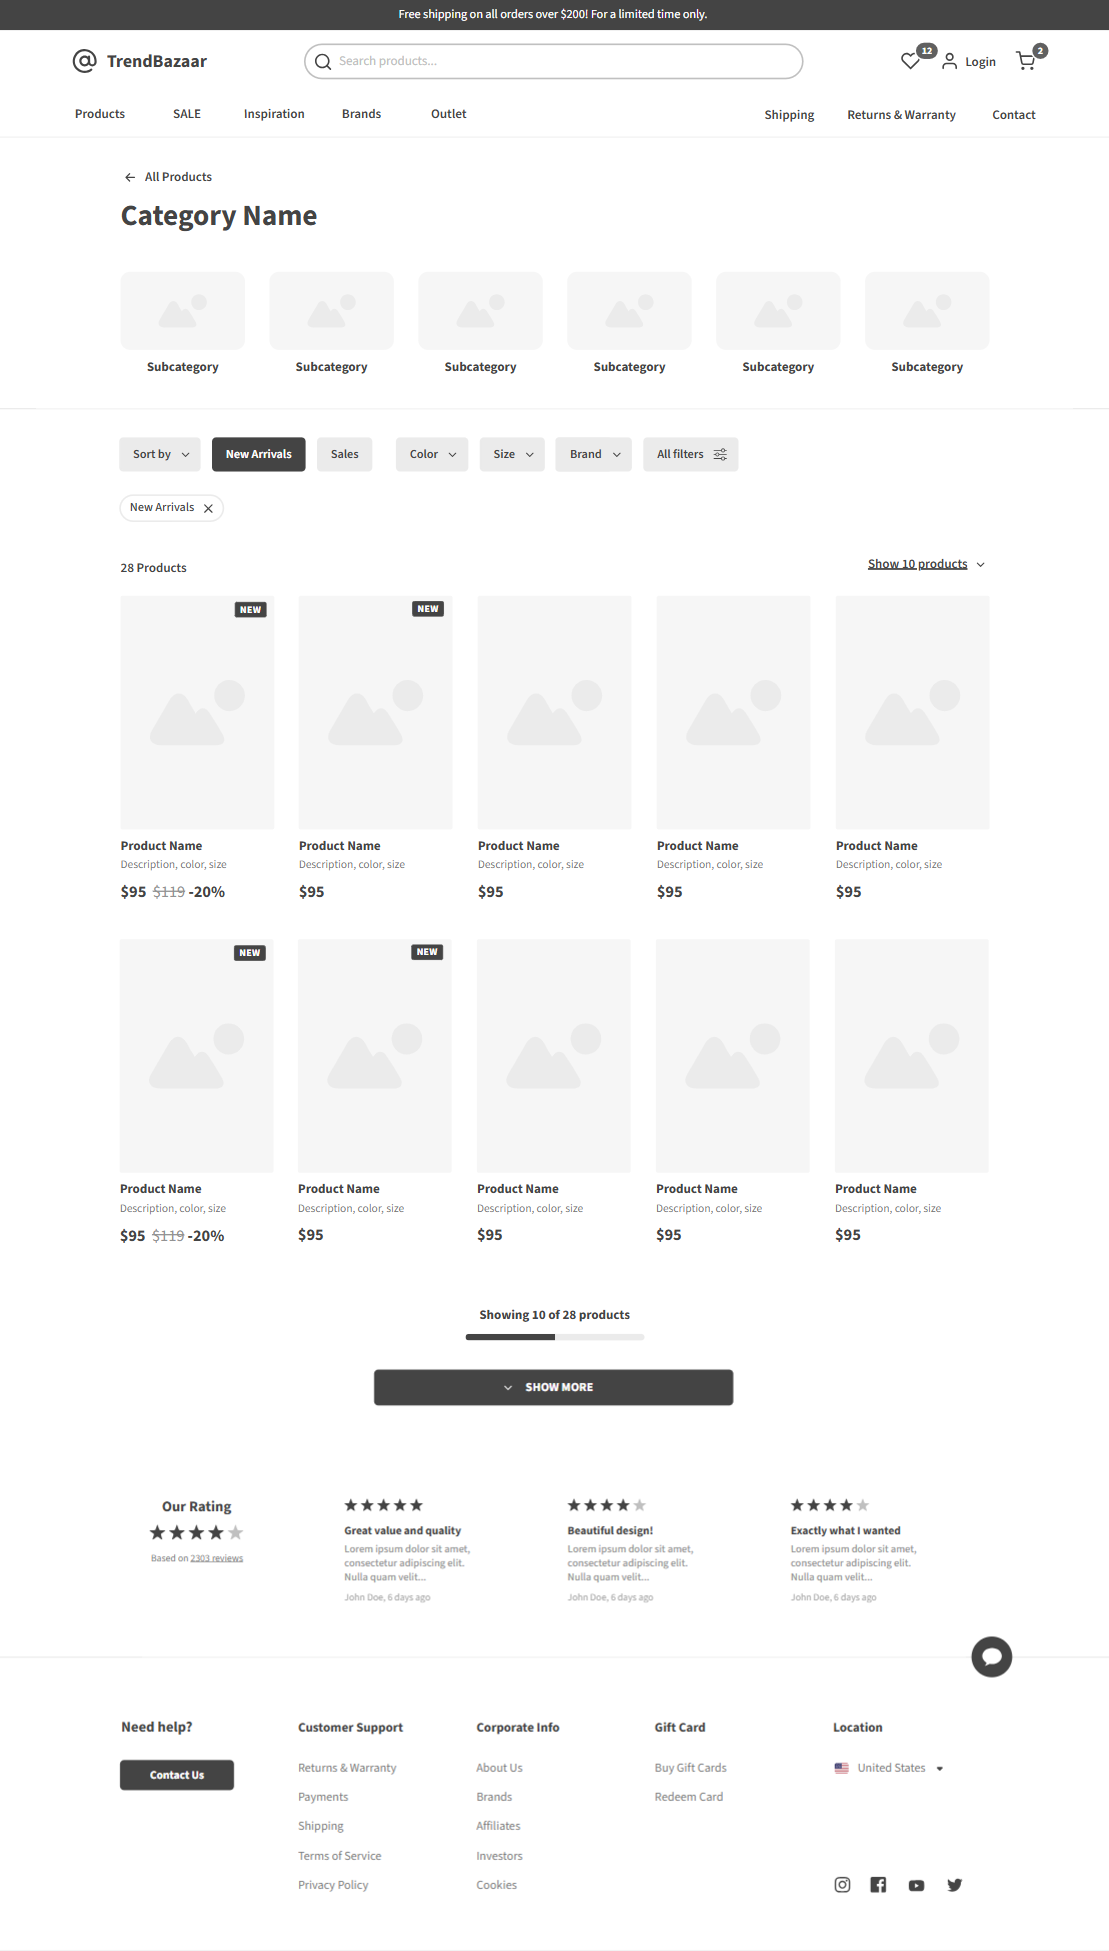 Free shipping on all orders over $200! For a limited time only.
TrendBazaar
Search products...
12
Login
2
Products SALE Inspiration Brands Outlet Shipping Returns & Warranty Contact
All Products
Category Name
Subcategory Subcategory Subcategory Subcategory Subcategory Subcategory
Sort by New Arrivals Sales Color Size Brand All filters
New Arrivals
28 Products
Show 10 products
NEW NEW
Product Name Product Name Product Name Product Name Product Name
Description, color, size Description, color, size Description, color, size Description, color, size Description, color, size
$95 $119 -20% $95 $95 $95 $95
NEW NEW
Product Name Product Name Product Name Product Name Product Name
Description, color, size Description, color, size Description, color, size Description, color, size Description, color, size
$95 $119 -20% $95 $95 $95 $95
Showing 10 of 28 products
SHOW MORE
Our Rating
Based on 2303 reviews
Great value and quality
Lorem ipsum dolor sit amet,
consectetur adipiscing elit.
Nulla quam velit...
John Doe, 6 days ago
Beautiful design!
Lorem ipsum dolor sit amet,
consectetur adipiscing elit.
Nulla quam velit...
John Doe, 6 days ago
Exactly what I wanted
Lorem ipsum dolor sit amet,
consectetur adipiscing elit.
Nulla quam velit...
John Doe, 6 days ago
Need help?
Contact Us
Customer Support
Returns & Warranty
Payments
Shipping
Terms of Service
Privacy Policy
Corporate Info
About Us
Brands
Affiliates
Investors
Cookies
Gift Card
Buy Gift Cards
Redeem Card
Location
United States